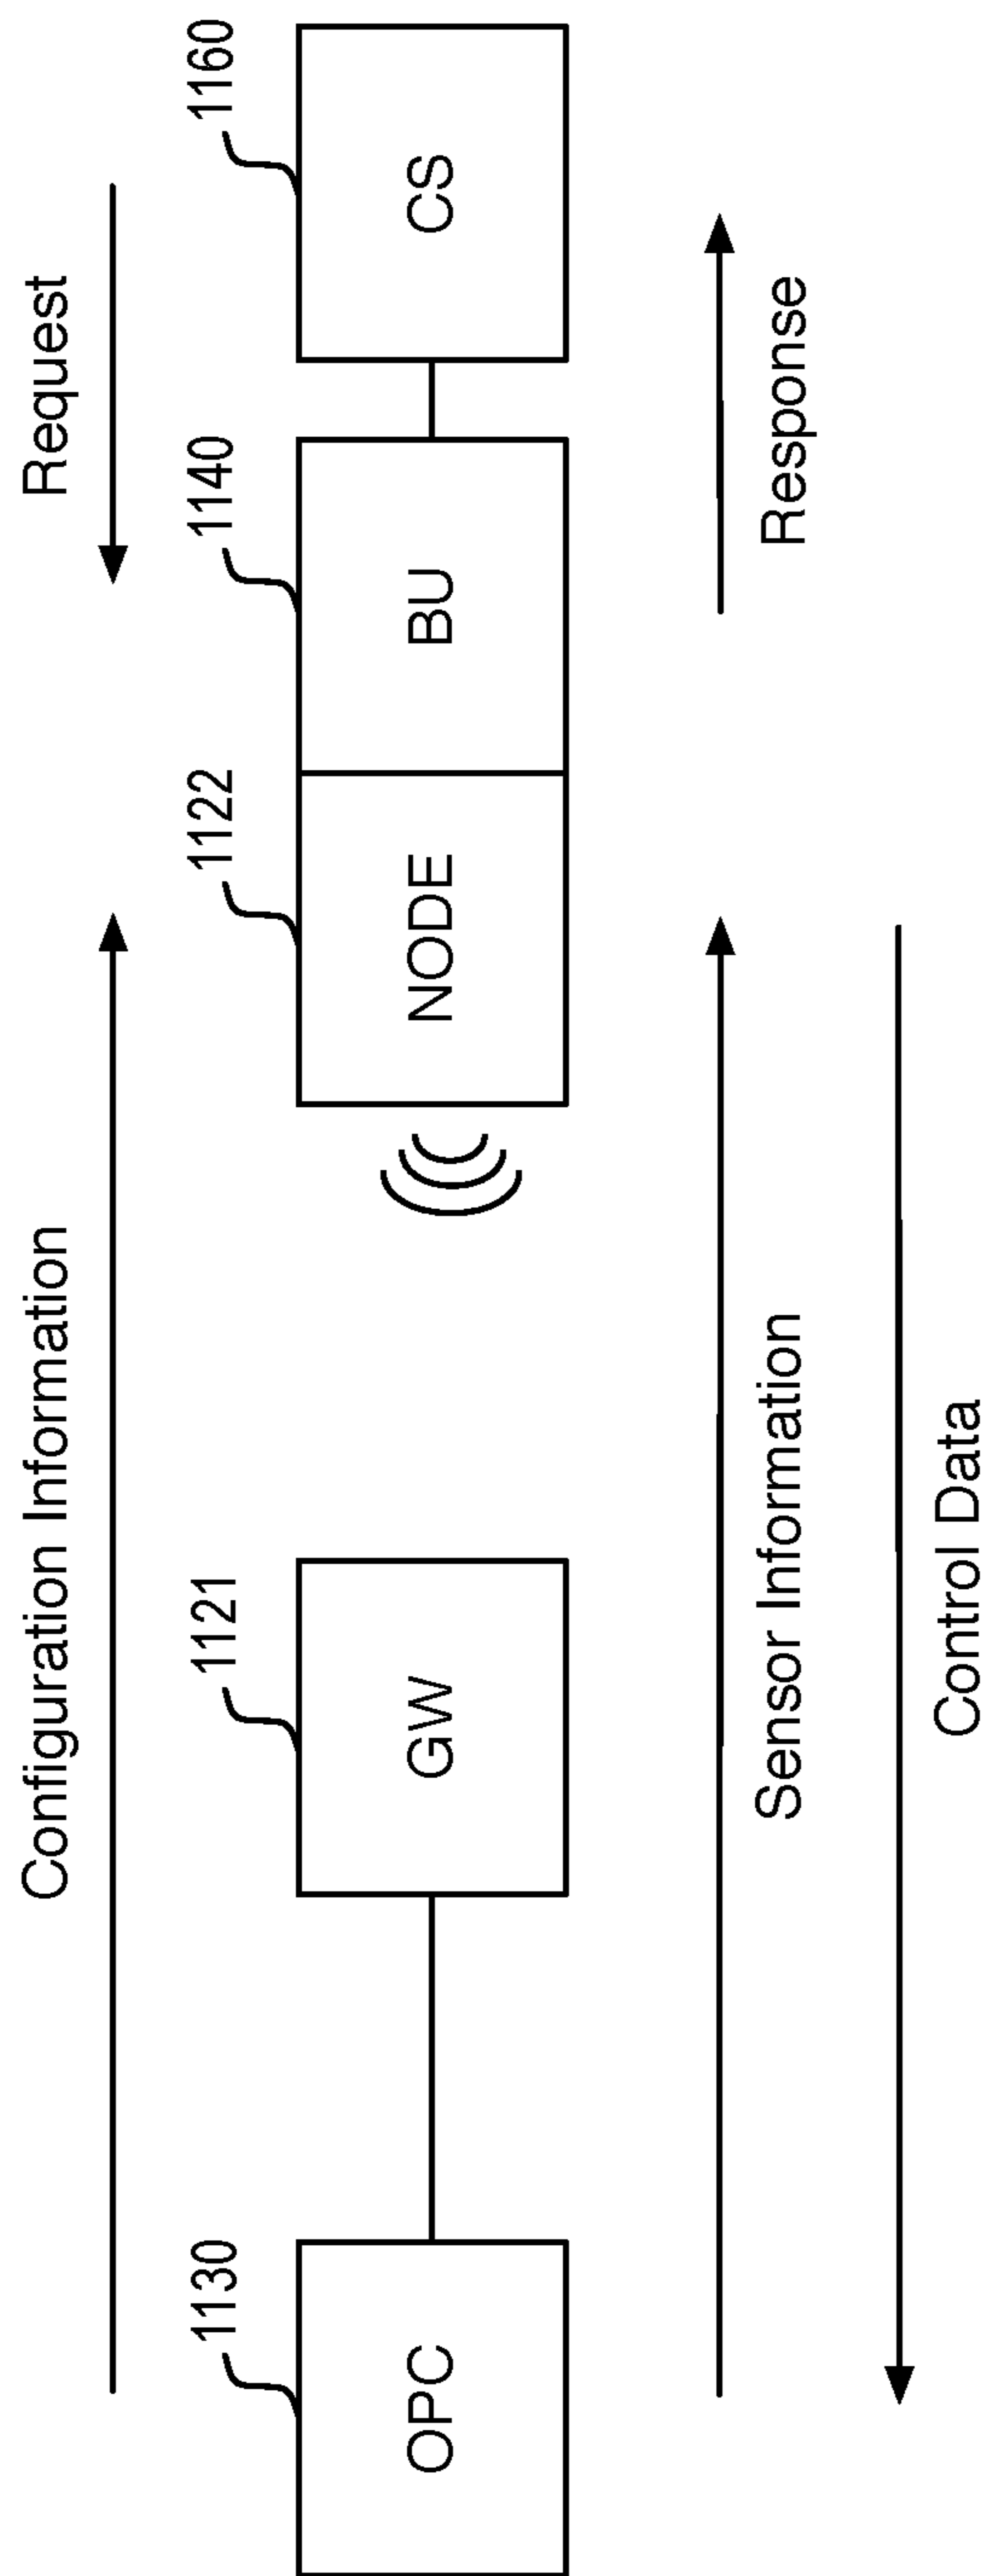 Configuration Information
Request
1130
1121
1122
1140
1160
OPC
GW
NODE
BU
CS
Sensor Information
Response
Control Data